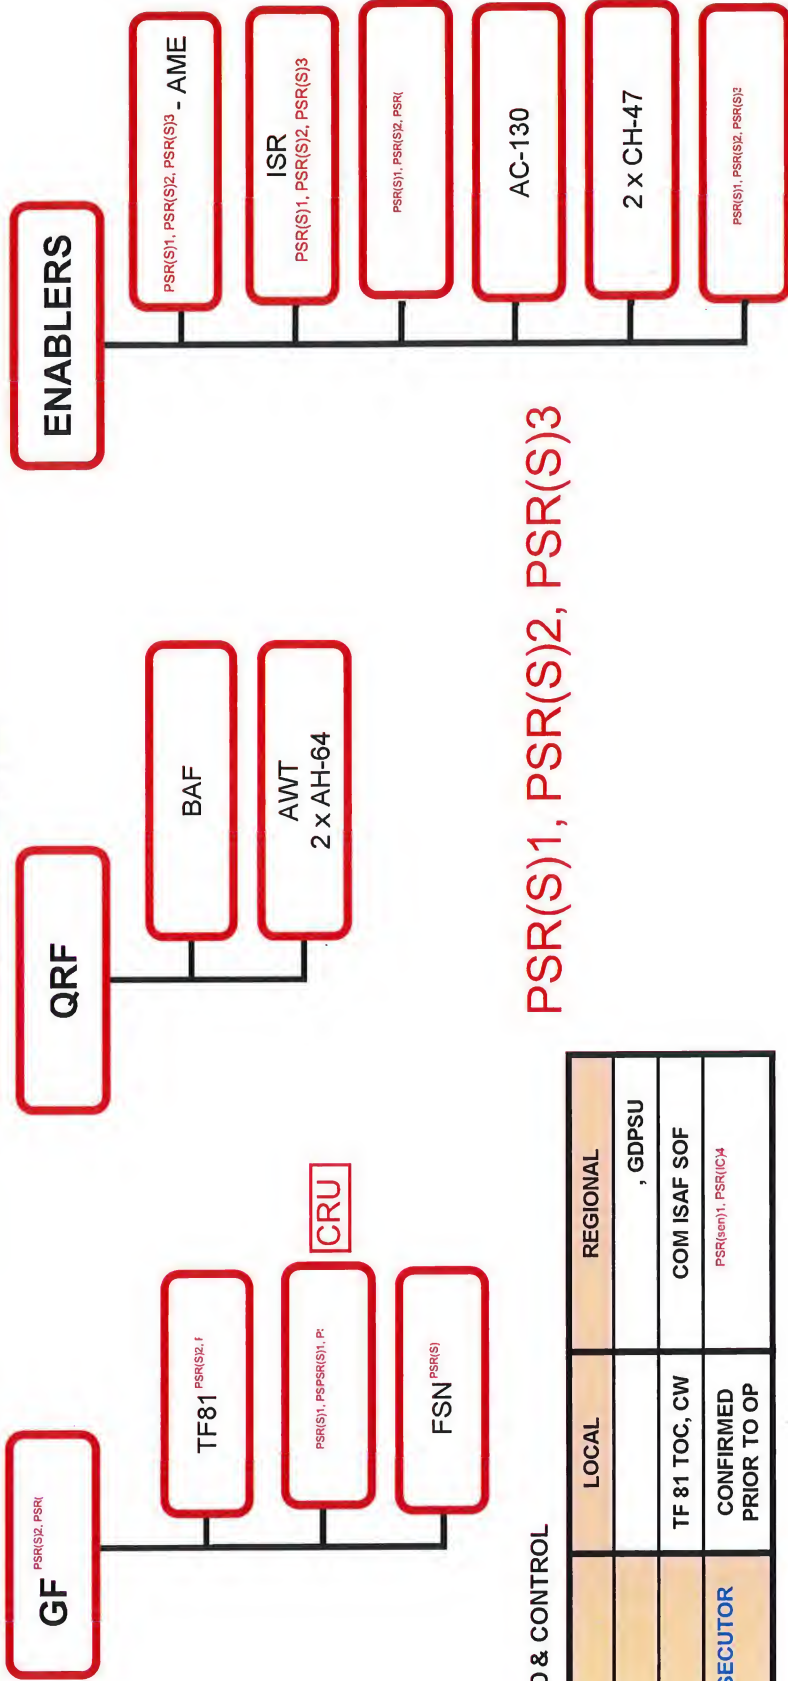 GF PSR(S)2, PSR(
TF81 PSR(S)2, F
PSR(S)1, PSPSR(S)1, P:
CRU
FSN PSR(S)
QRF
BAF
AWT
2 x AH-64
ENABLERS
PSR(S)1, PSR(S)2, PSR(S)3 - AME
ISR
PSR(S)1, PSR(S)2, PSR(S)3
PSR(S)1, PSR(S)2, PSR(
AC-130
2 x CH-47
PSR(S)1, PSR(S)2, PSR(S)3
PSR(S)1, PSR(S)2, PSR(S)3
D & CONTROL
LOCAL REGIONAL
, GDPSU
TF 81 TOC, CW COM ISAF SOF
SECUTOR CONFIRMED PSR(sen)1, PSR(IC)4
PRIOR TO OP